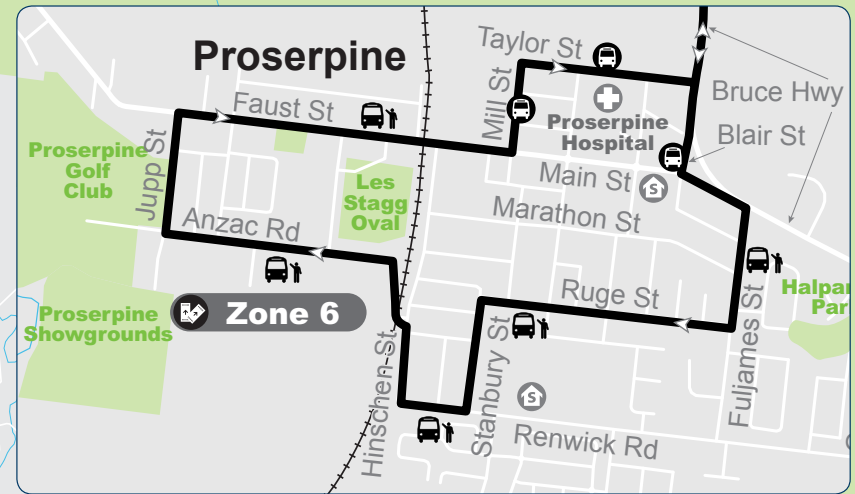 Proserpine
Taylor St
Bruce Hwy
Faust St
Mill St
Proserpine
Hospital
Blair St
Proserpine
Golf
Club
Jupp St
Les
Stagg
Oval
Main St
S
Marathon St
Anzac Rd
Proserpine
Showgrounds
Zone 6
Ruge St
Fuljames St
Hinschen St
Stanbury St
S
Renwick Rd